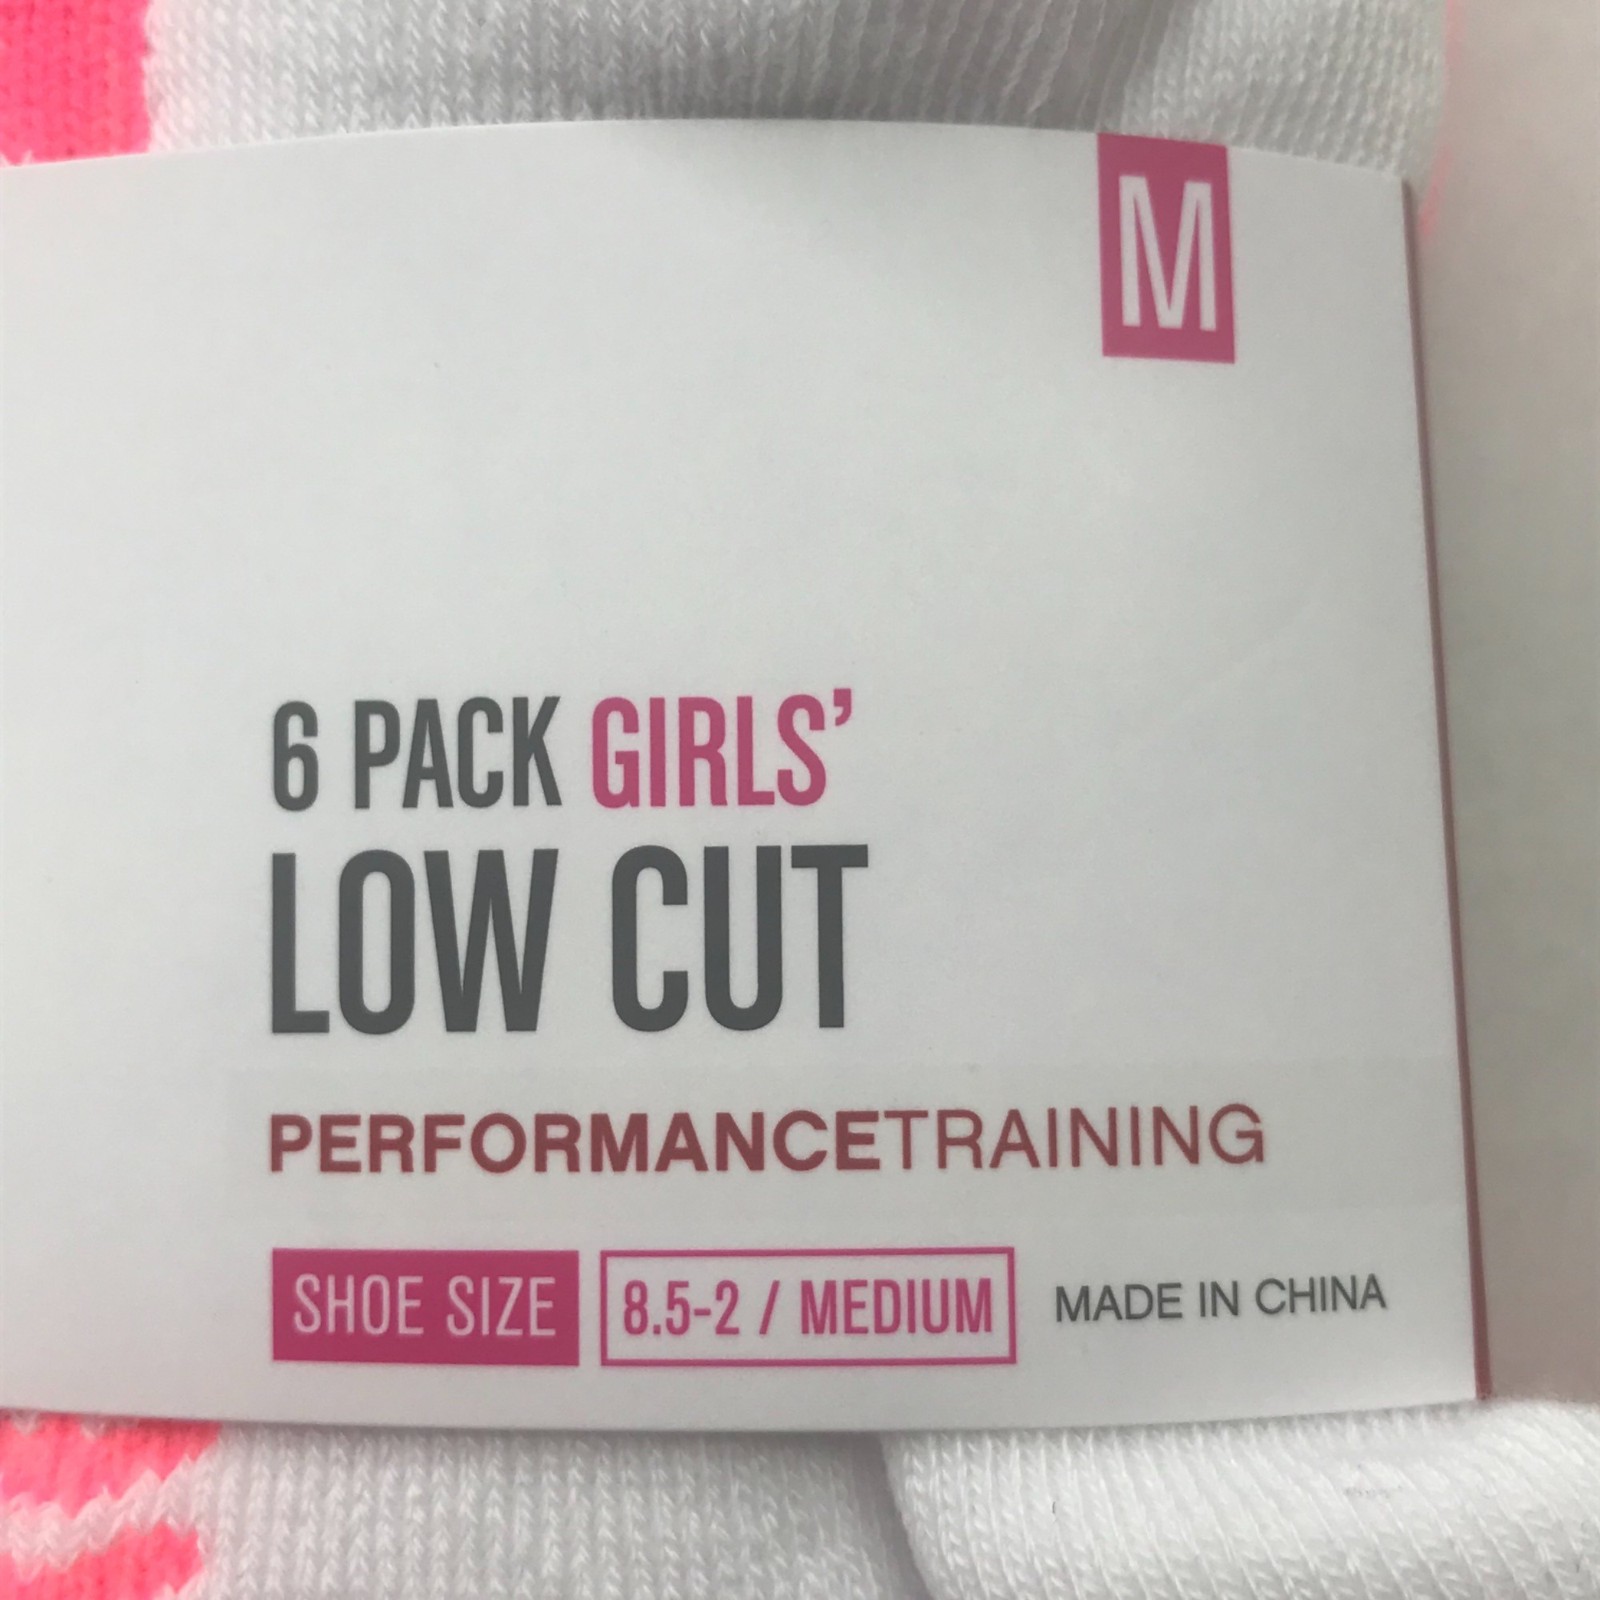 M
6 PACK GIRLS’
LOW CUT
PERFORMANCETRAINING
SHOE SIZE 8.5-2 / MEDIUM MADE IN CHINA